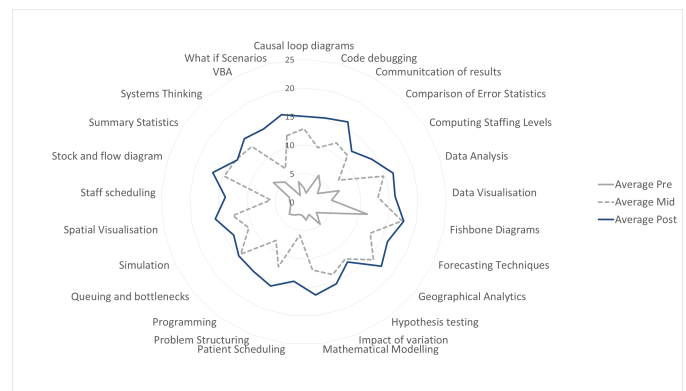 Causal loop diagrams
What if Scenarios
25
Code debugging
VBA
Communitcation of results
20
Systems Thinking
Comparison of Error Statistics
15
Summary Statistics
Computing Staffing Levels
10
Stock and flow diagram
Data Analysis
5
Staff scheduling
Data Visualisation
0
Spatial Visualisation
Fishbone Diagrams
Simulation
Forecasting Techniques
Queuing and bottlenecks
Geographical Analytics
Programming
Hypothesis testing
Problem Structuring
Impact of variation
Patient Scheduling
Mathematical Modelling
Average Pre
Average Mid
Average Post